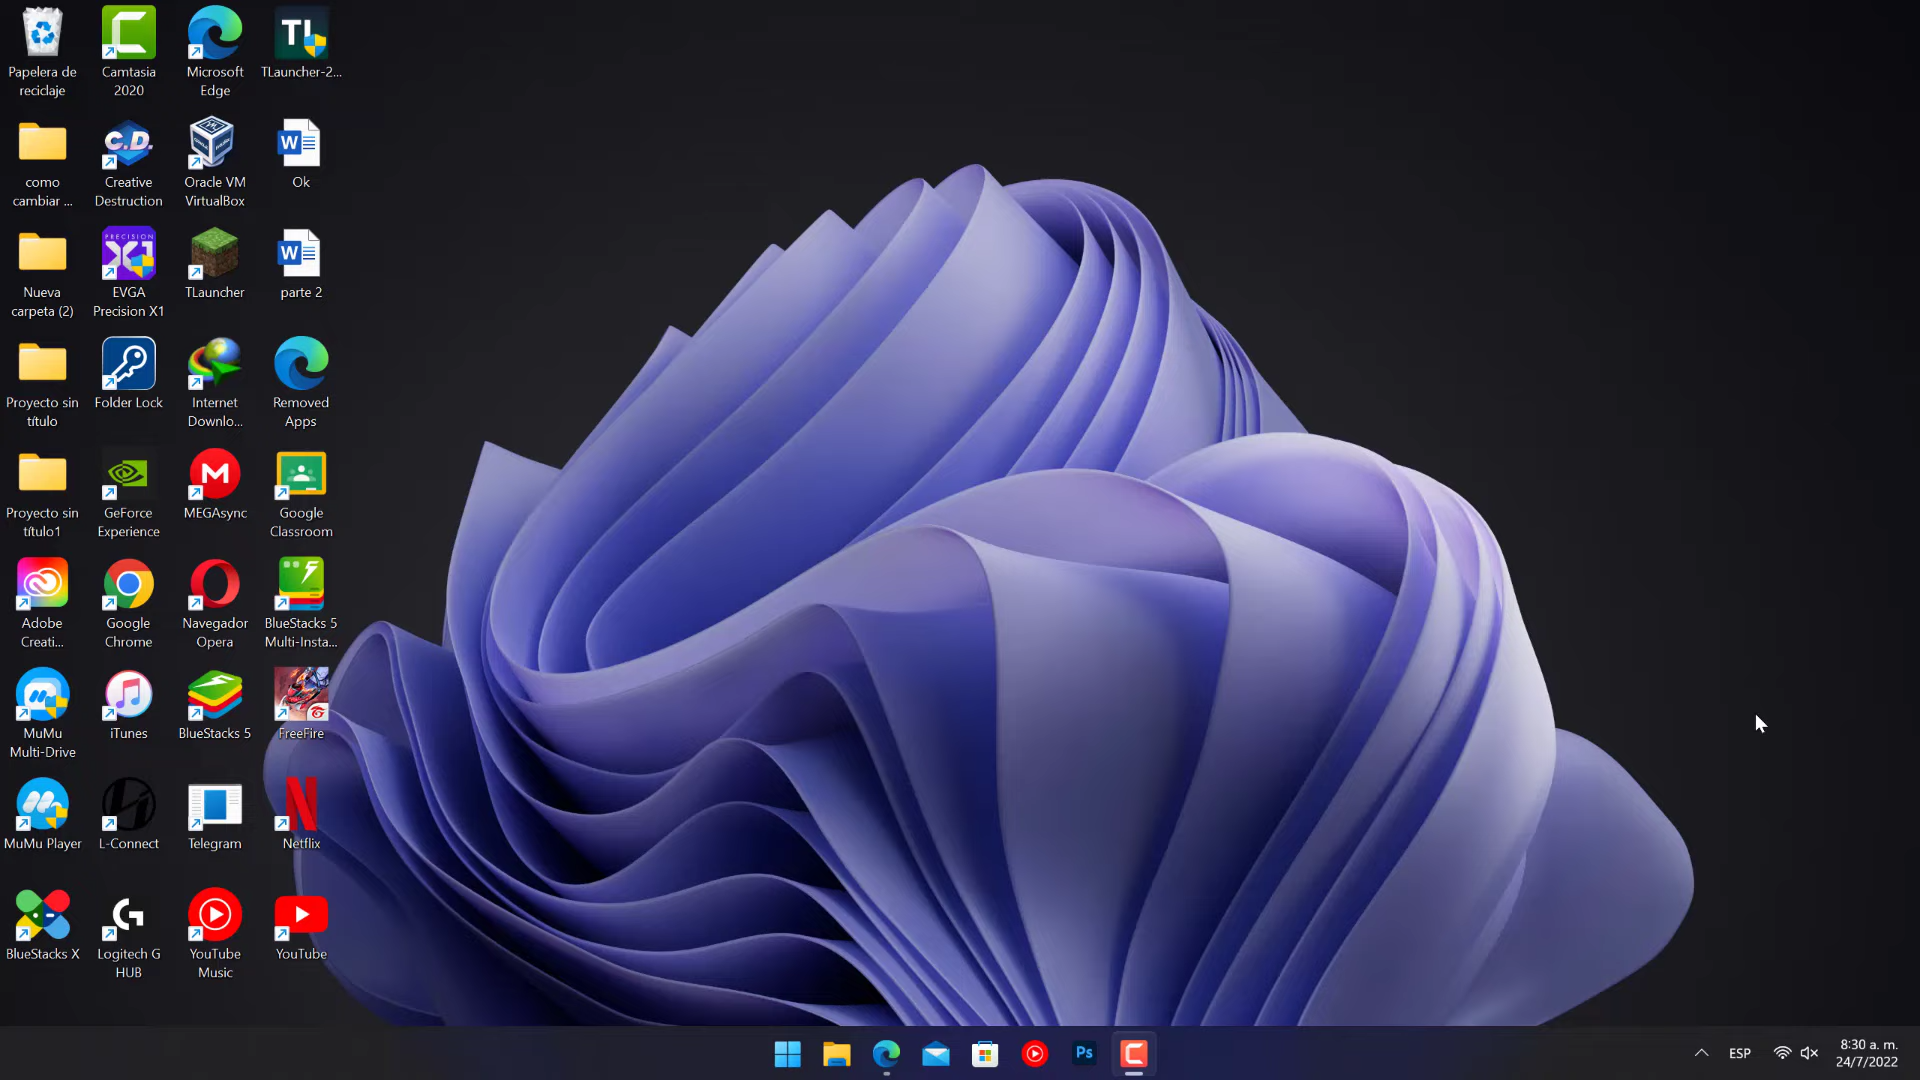 Papelera de
reciclaje
Camtasia
2020
Microsoft
Edge
TL
TLauncher-2...
como
cambiar ...
C.D.
Creative
Destruction
Oracle VM
VirtualBox
W
Ok
Nueva
carpeta (2)
PRECISION
X1
EVGA
Precision X1
TLauncher
W
parte 2
Proyecto sin
título
Folder Lock
Internet
Downlo...
Removed
Apps
Proyecto sin
título1
GeForce
Experience
M
MEGAsync
Google
Classroom
Adobe
Creati...
Google
Chrome
Navegador
Opera
BlueStacks 5
Multi-Insta...
MuMu
Multi-Drive
iTunes
BlueStacks 5
FreeFire
MuMu Player
L-Connect
Telegram
Netflix
BlueStacks X
Logitech G
HUB
YouTube
Music
YouTube
Ps
ESP
8:30 a. m.
24/7/2022